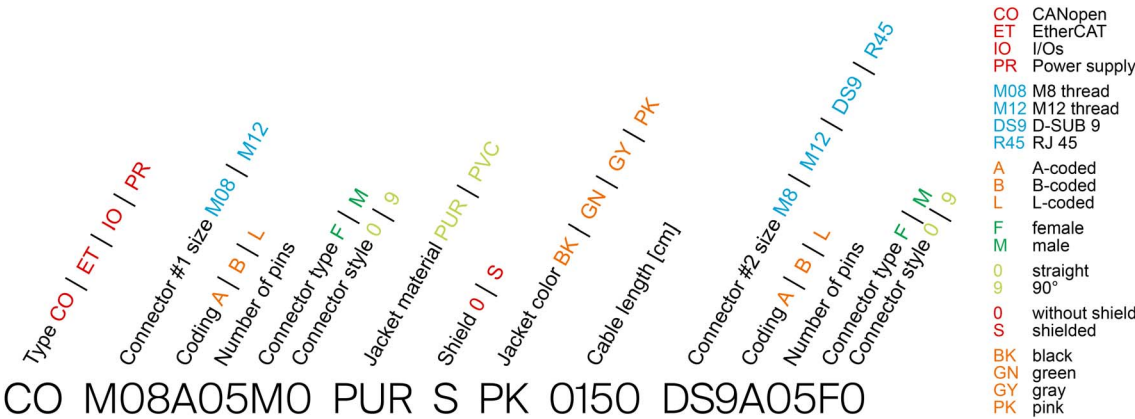 Type CO | ET | IO | PR
Connector #1 size M08 | M12
Coding A | B | L
Number of pins
Connector type F | M
Connector style 0 | 9
Jacket material PUR | PVC
Shield 0 | S
Jacket color BK | GN | GY | PK
Cable length [cm]
Connector #2 size M8 | M12 | DS9 | R45
Coding A | B | L
Number of pins
Connector type F | M
Connector style 0 | 9
CO M08A05M0 PUR S PK 0150 DS9A05F0
CO CANopen
ET EtherCAT
IO I/Os
PR Power supply
M08 M8 thread
M12 M12 thread
DS9 D-SUB 9
R45 RJ 45
A A-coded
B B-coded
L L-coded
F female
M male
0 straight
9 90°
0 without shield
S shielded
BK black
GN green
GY gray
PK pink